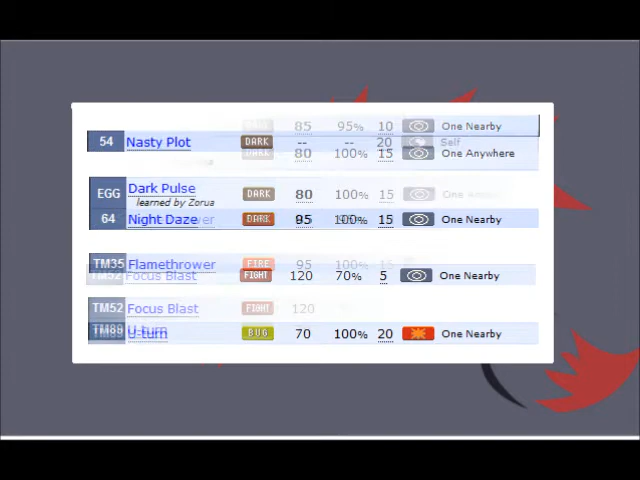 85 95% 10 One Nearby
54 Nasty Plot DARK -- -- 20 Self
DARK 80 100% 15 One Anywhere
EGG Dark Pulse DARK 80 100% 15
learned by Zorua
64 Night Daze DARK 15 One Nearby
TM35 Flamethrower FIRE 95 100% 15
TM52 Focus Blast FIGHT 120 70% 5 One Nearby
TM52 Focus Blast FIGHT 120
TM89 U-turn BUG 70 100% 20 One Nearby